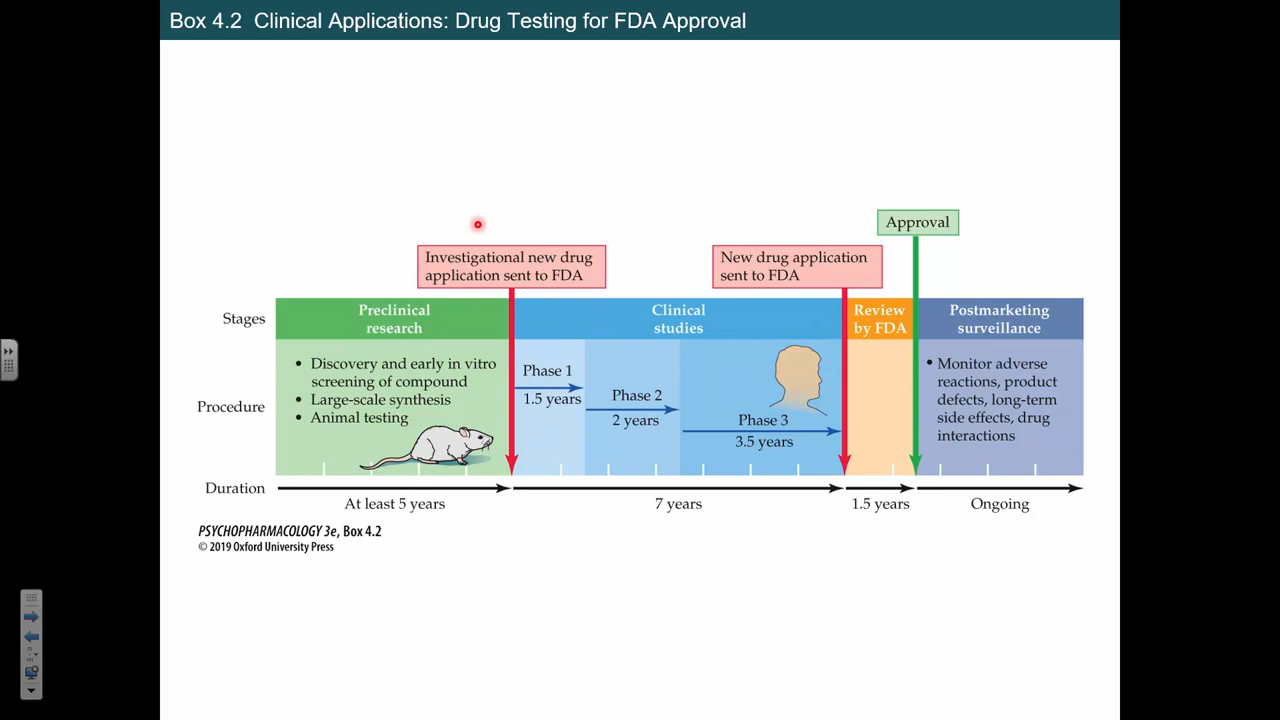 Box 4.2 Clinical Applications: Drug Testing for FDA Approval
Approval
Investigational new drug
application sent to FDA
New drug application
sent to FDA
Stages
Preclinical
research
Clinical
studies
Review
by FDA
Postmarketing
surveillance
Procedure
• Discovery and early in vitro
screening of compound
• Large-scale synthesis
• Animal testing
Phase 1
1.5 years
Phase 2
2 years
Phase 3
3.5 years
• Monitor adverse
reactions, product
defects, long-term
side effects, drug
interactions
Duration
At least 5 years
7 years
1.5 years
Ongoing
PSYCHOPHARMACOLOGY 3e, Box 4.2
© 2019 Oxford University Press